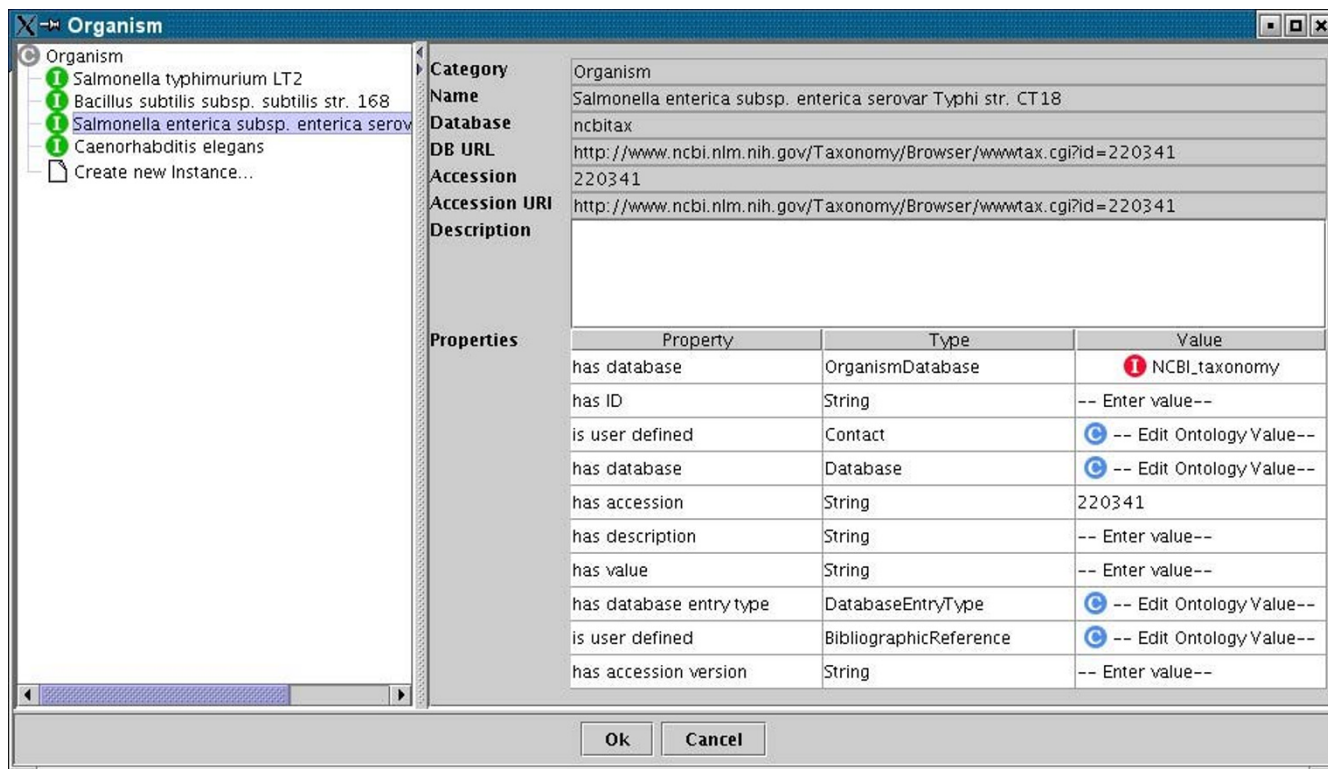 Organism
Organism
Salmonella typhimurium LT2
Bacillus subtilis subsp. subtilis str. 168
Salmonella enterica subsp. enterica serov
Caenorhabditis elegans
Create new Instance...
Category Organism
Name Salmonella enterica subsp. enterica serovar Typhi str. CT18
Database ncbitax
DB URL http://www.ncbi.nlm.nih.gov/Taxonomy/Browser/wwwtax.cgi?id=220341
Accession 220341
Accession URI http://www.ncbi.nlm.nih.gov/Taxonomy/Browser/wwwtax.cgi?id=220341
Description
Properties Property Type Value
has database OrganismDatabase I NCBI_taxonomy
has ID String -- Enter value--
is user defined Contact C -- Edit Ontology Value--
has database Database C -- Edit Ontology Value--
has accession String 220341
has description String -- Enter value--
has value String -- Enter value--
has database entry type DatabaseEntryType C -- Edit Ontology Value--
is user defined BibliographicReference C -- Edit Ontology Value--
has accession version String -- Enter value--
Ok Cancel